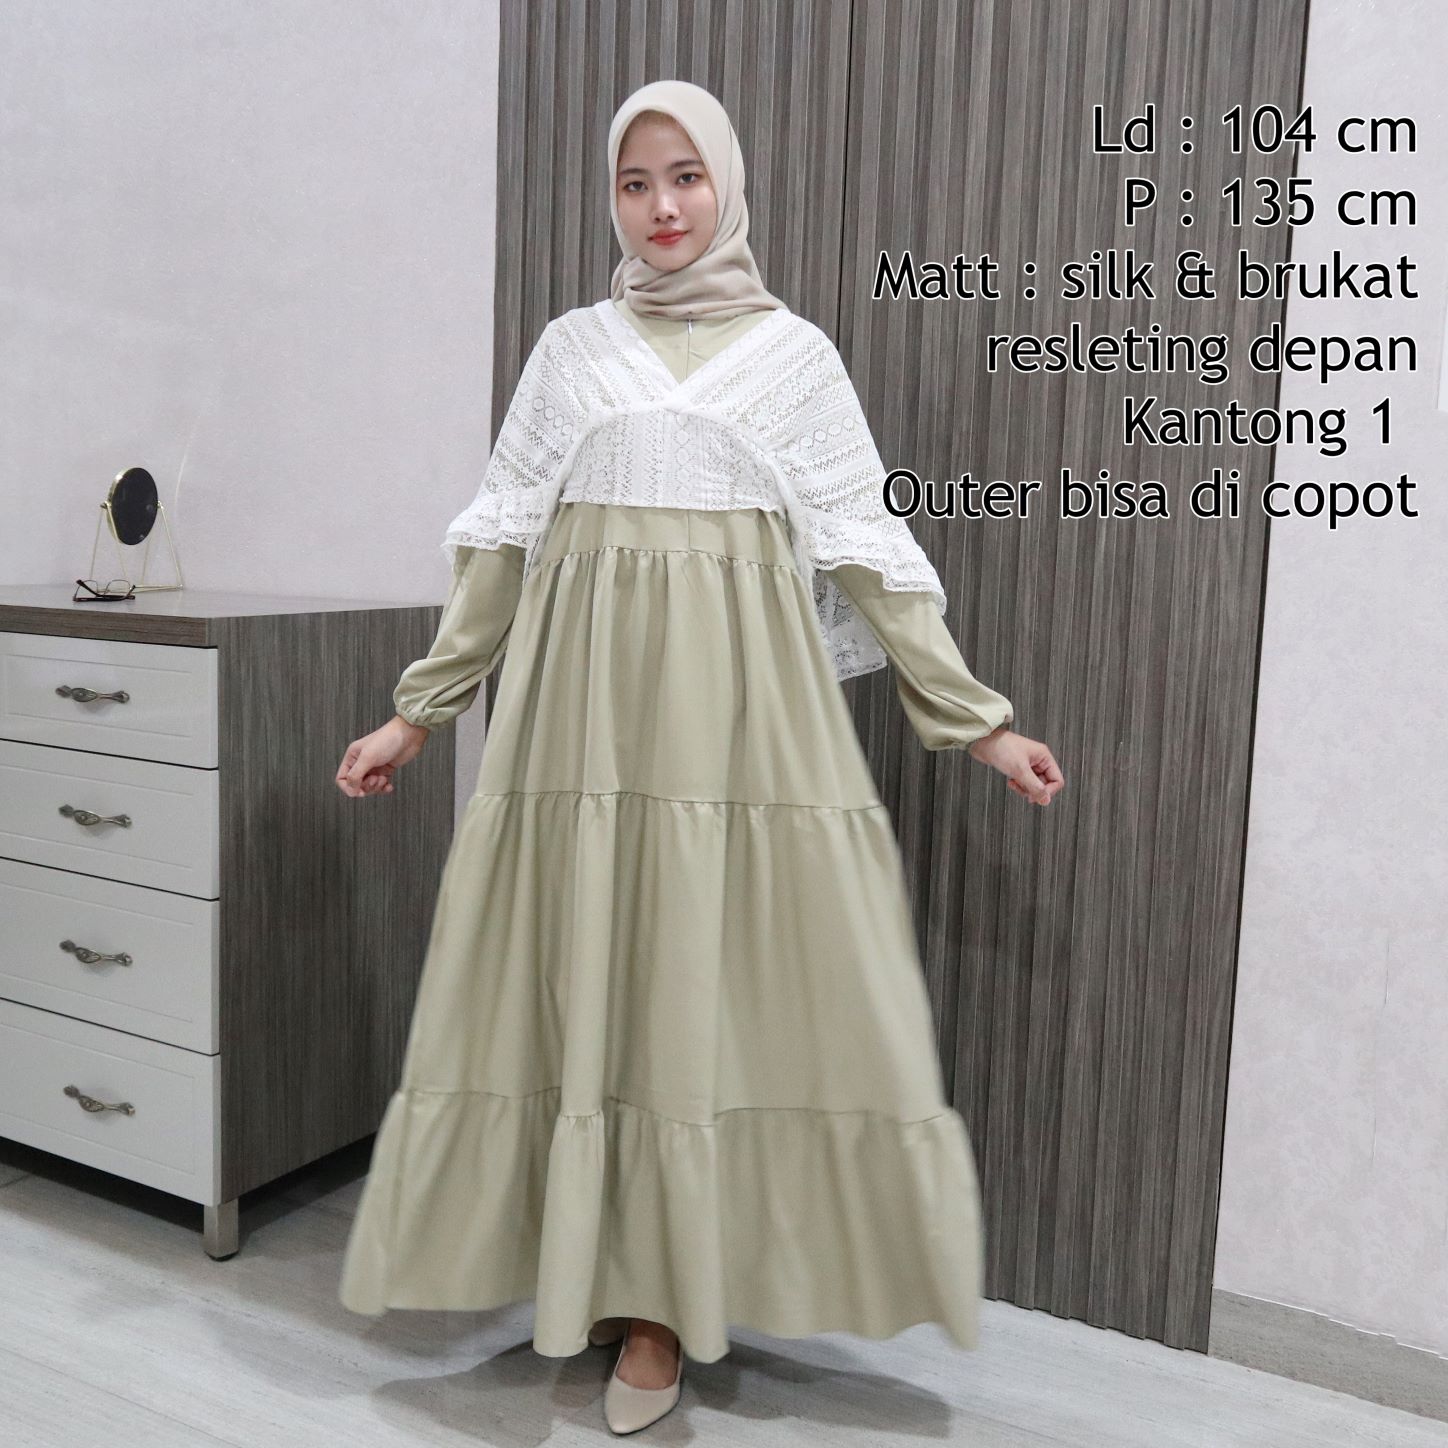 Ld : 104 cm
P : 135 cm
Matt : silk & brukat
resleting depan
Kantong 1
Outer bisa di copot